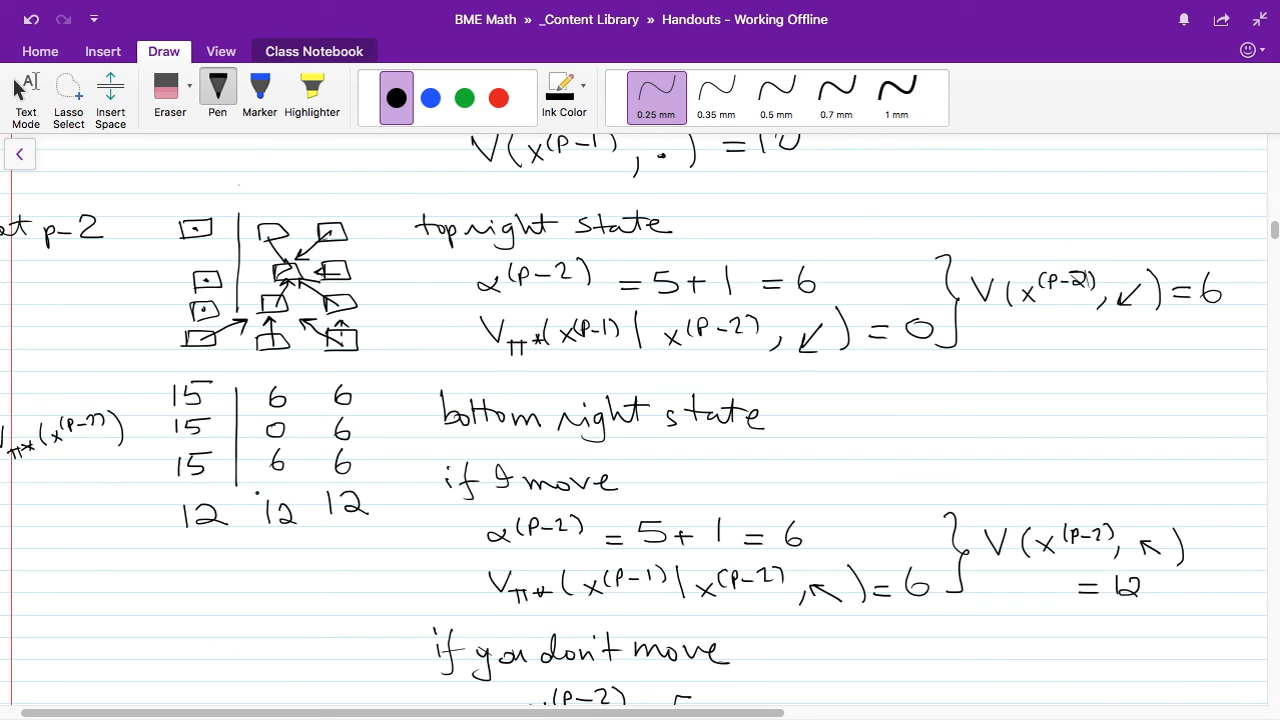 BME Math » _Content Library » Handouts - Working Offline
Home Insert Draw View Class Notebook
Text Mode Lasso Select Insert Space Eraser Pen Marker Highlighter Ink Color 0.25 mm 0.35 mm 0.5 mm 0.7 mm 1 mm
V(x^(p-1), ·) = 10
at p-2
top right state
α^(p-2) = 5 + 1 = 6
V_π*(x^(p-1) | x^(p-2), ↙) = 0 } V(x^(p-2), ↙) = 6
V_π*(x^(p-2))
15 | 6 6
15 | 0 6
15 | 6 6
12 12 12
bottom right state
if I move
α^(p-2) = 5 + 1 = 6
V_π*(x^(p-1) | x^(p-2), ↖) = 6 } V(x^(p-2), ↖)
= 12
if you don't move